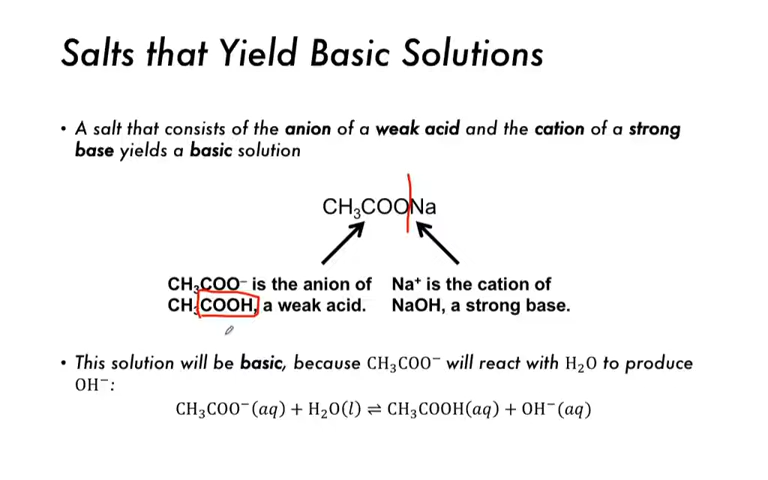 Salts that Yield Basic Solutions
• A salt that consists of the anion of a weak acid and the cation of a strong
base yields a basic solution
CH₃COONa
CH₃COO⁻ is the anion of
CH₃COOH, a weak acid.
Na⁺ is the cation of
NaOH, a strong base.
• This solution will be basic, because CH₃COO⁻ will react with H₂O to produce
OH⁻:
CH₃COO⁻(aq) + H₂O(l) ⇌ CH₃COOH(aq) + OH⁻(aq)